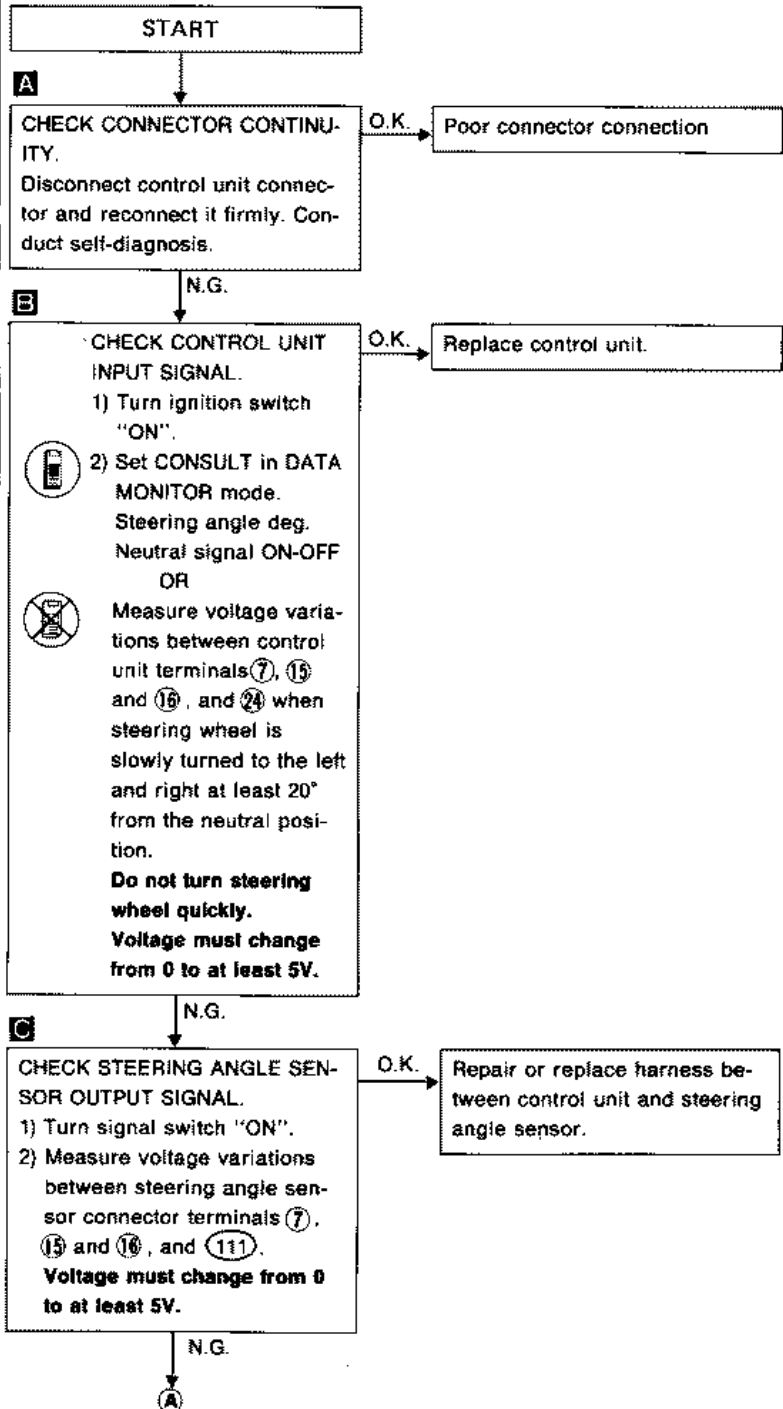 START
A
CHECK CONNECTOR CONTINU-
ITY.
Disconnect control unit connec-
tor and reconnect it firmly. Con-
duct self-diagnosis.
O.K.
Poor connector connection
N.G.
B
CHECK CONTROL UNIT
INPUT SIGNAL.
1) Turn ignition switch
"ON".
2) Set CONSULT in DATA
MONITOR mode.
Steering angle deg.
Neutral signal ON-OFF
OR
Measure voltage varia-
tions between control
unit terminals ⑦, ⑮
and ⑯, and ㉔ when
steering wheel is
slowly turned to the left
and right at least 20°
from the neutral posi-
tion.
Do not turn steering
wheel quickly.
Voltage must change
from 0 to at least 5V.
O.K.
Replace control unit.
N.G.
C
CHECK STEERING ANGLE SEN-
SOR OUTPUT SIGNAL.
1) Turn signal switch "ON".
2) Measure voltage variations
between steering angle sen-
sor connector terminals ⑦,
⑮ and ⑯, and (111).
Voltage must change from 0
to at least 5V.
O.K.
Repair or replace harness be-
tween control unit and steering
angle sensor.
N.G.
Ⓐ